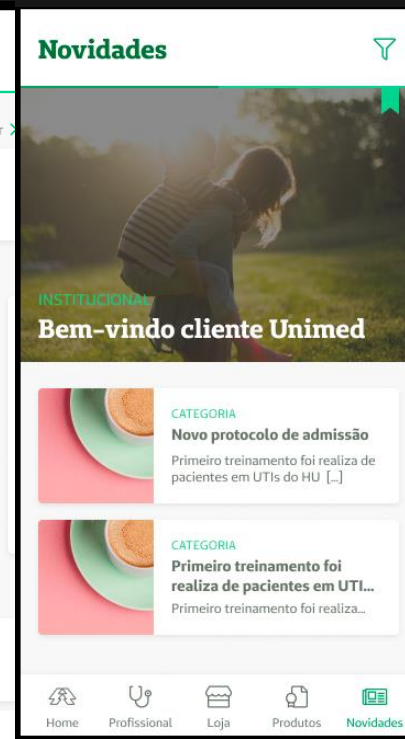 Novidades
INSTITUCIONAL
Bem-vindo cliente Unimed
CATEGORIA
Novo protocolo de admissão
Primeiro treinamento foi realiza de
pacientes em UTIs do HU [...]
CATEGORIA
Primeiro treinamento foi
realiza de pacientes em UTI...
Primeiro treinamento foi realiza...
Home
Profissional
Loja
Produtos
Novidades